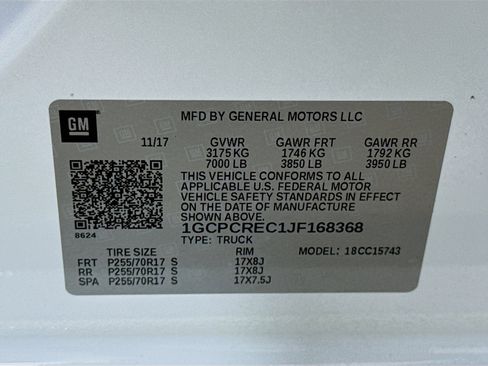 GM
MFD BY GENERAL MOTORS LLC
11/17 GVWR GAWR FRT GAWR RR
3175 KG 1746 KG 1792 KG
7000 LB 3850 LB 3950 LB
THIS VEHICLE CONFORMS TO ALL
APPLICABLE U.S. FEDERAL MOTOR
VEHICLE SAFETY STANDARDS IN EFFECT
ON THE DATE OF MANUFACTURE
SHOWN ABOVE.
8624 1GCPCREC1JF168368
TYPE: TRUCK MODEL: 18CC15743
TIRE SIZE RIM
FRT P255/70R17 S 17X8J
RR P255/70R17 S 17X8J
SPA P255/70R17 S 17X7.5J